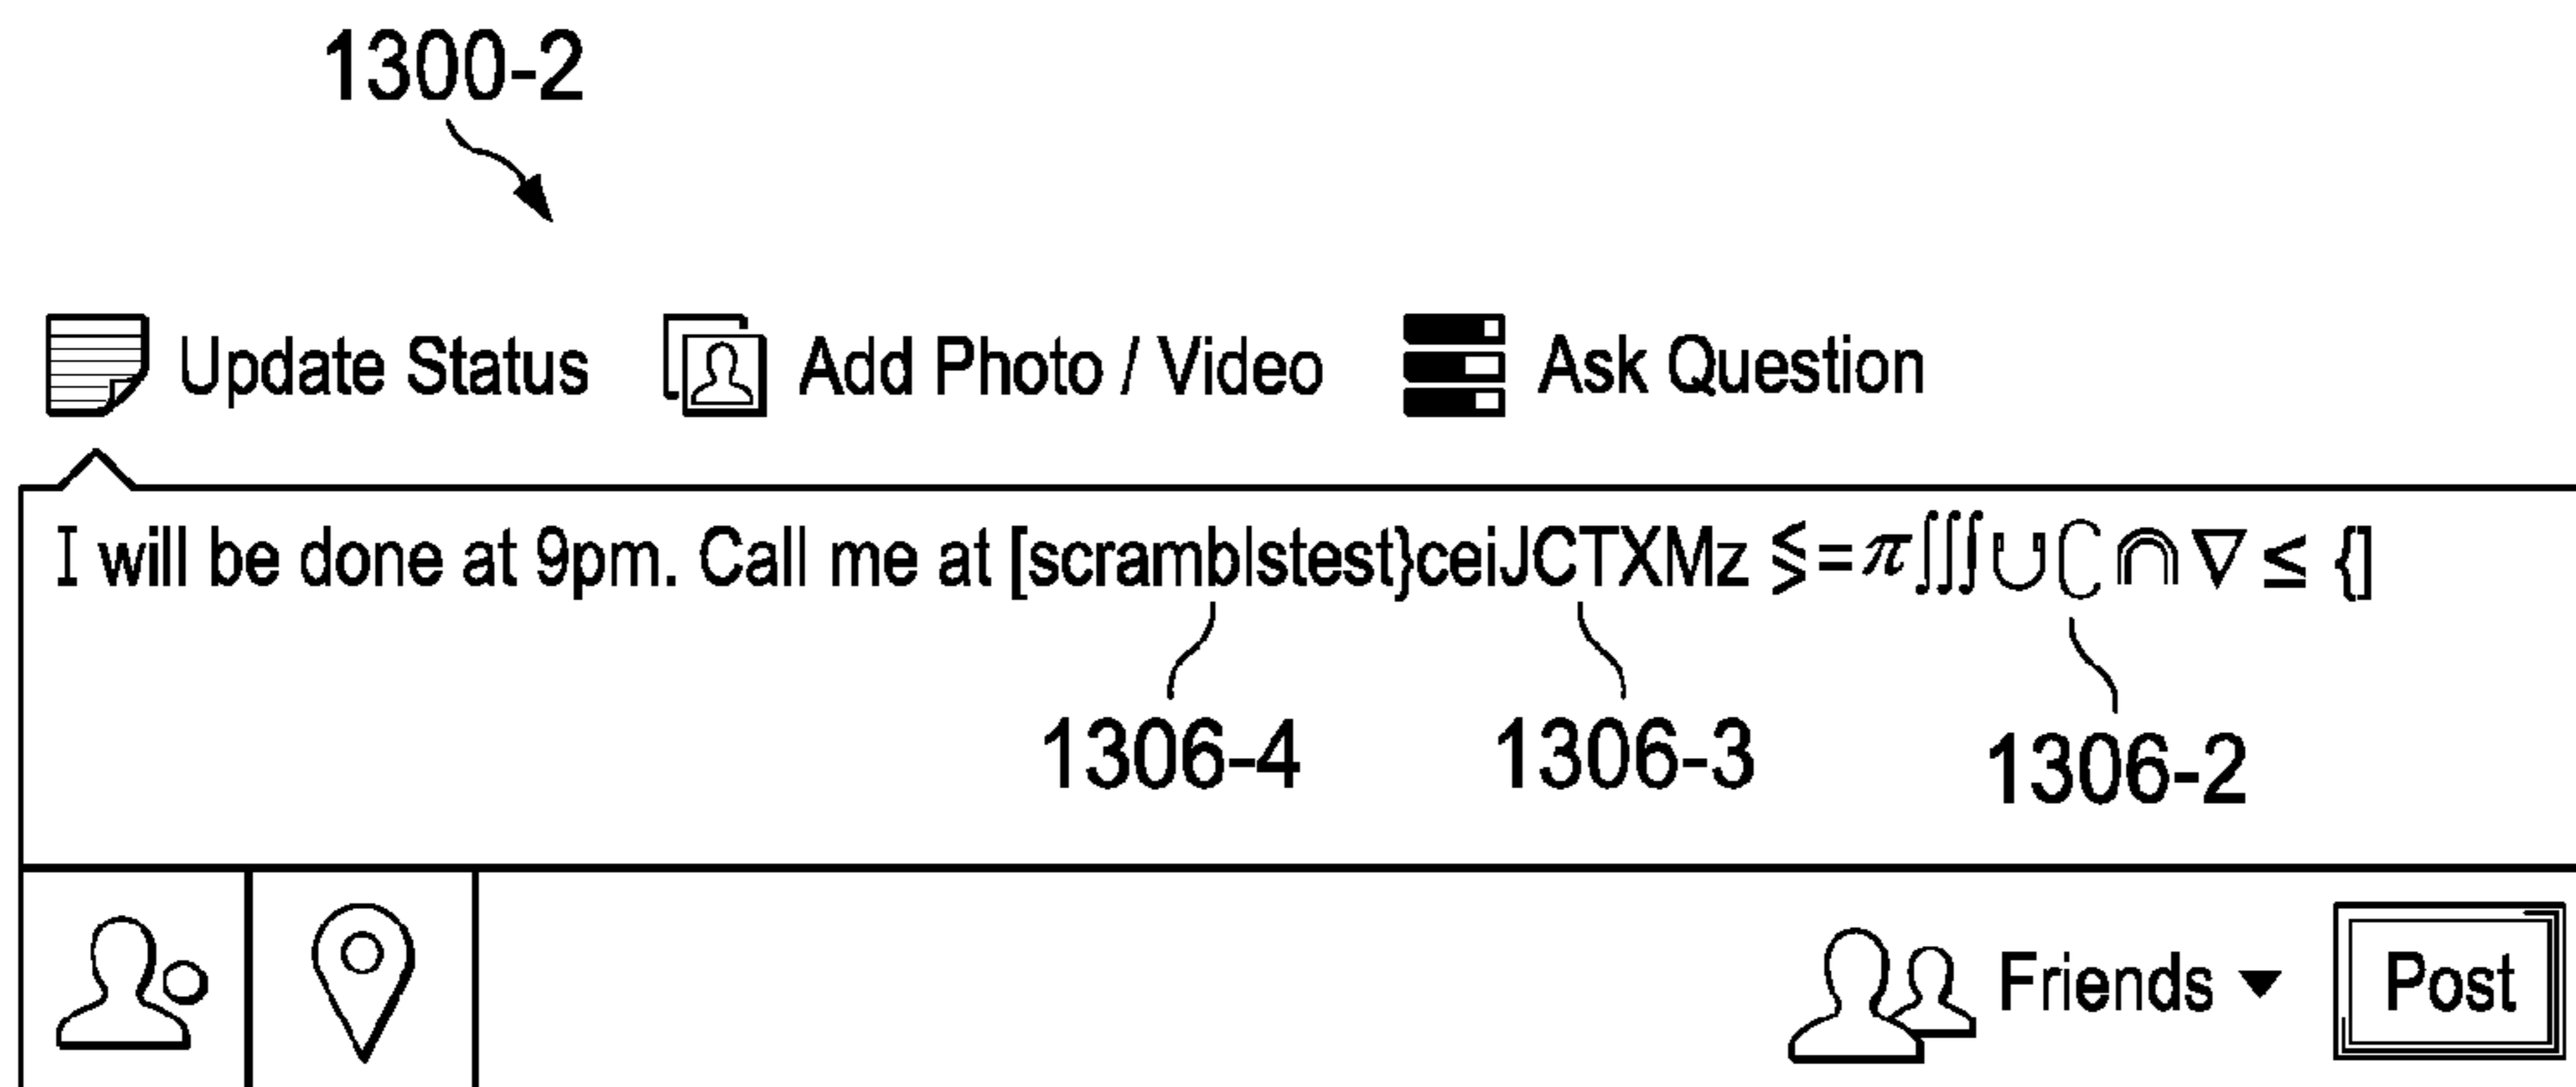 1300-2
Update Status Add Photo / Video Ask Question
I will be done at 9pm. Call me at [scramblstest}ceiJCTXMz ⋚=π∭∪∁⋒∇≤ {]
1306-4 1306-3 1306-2
Friends ▾ Post